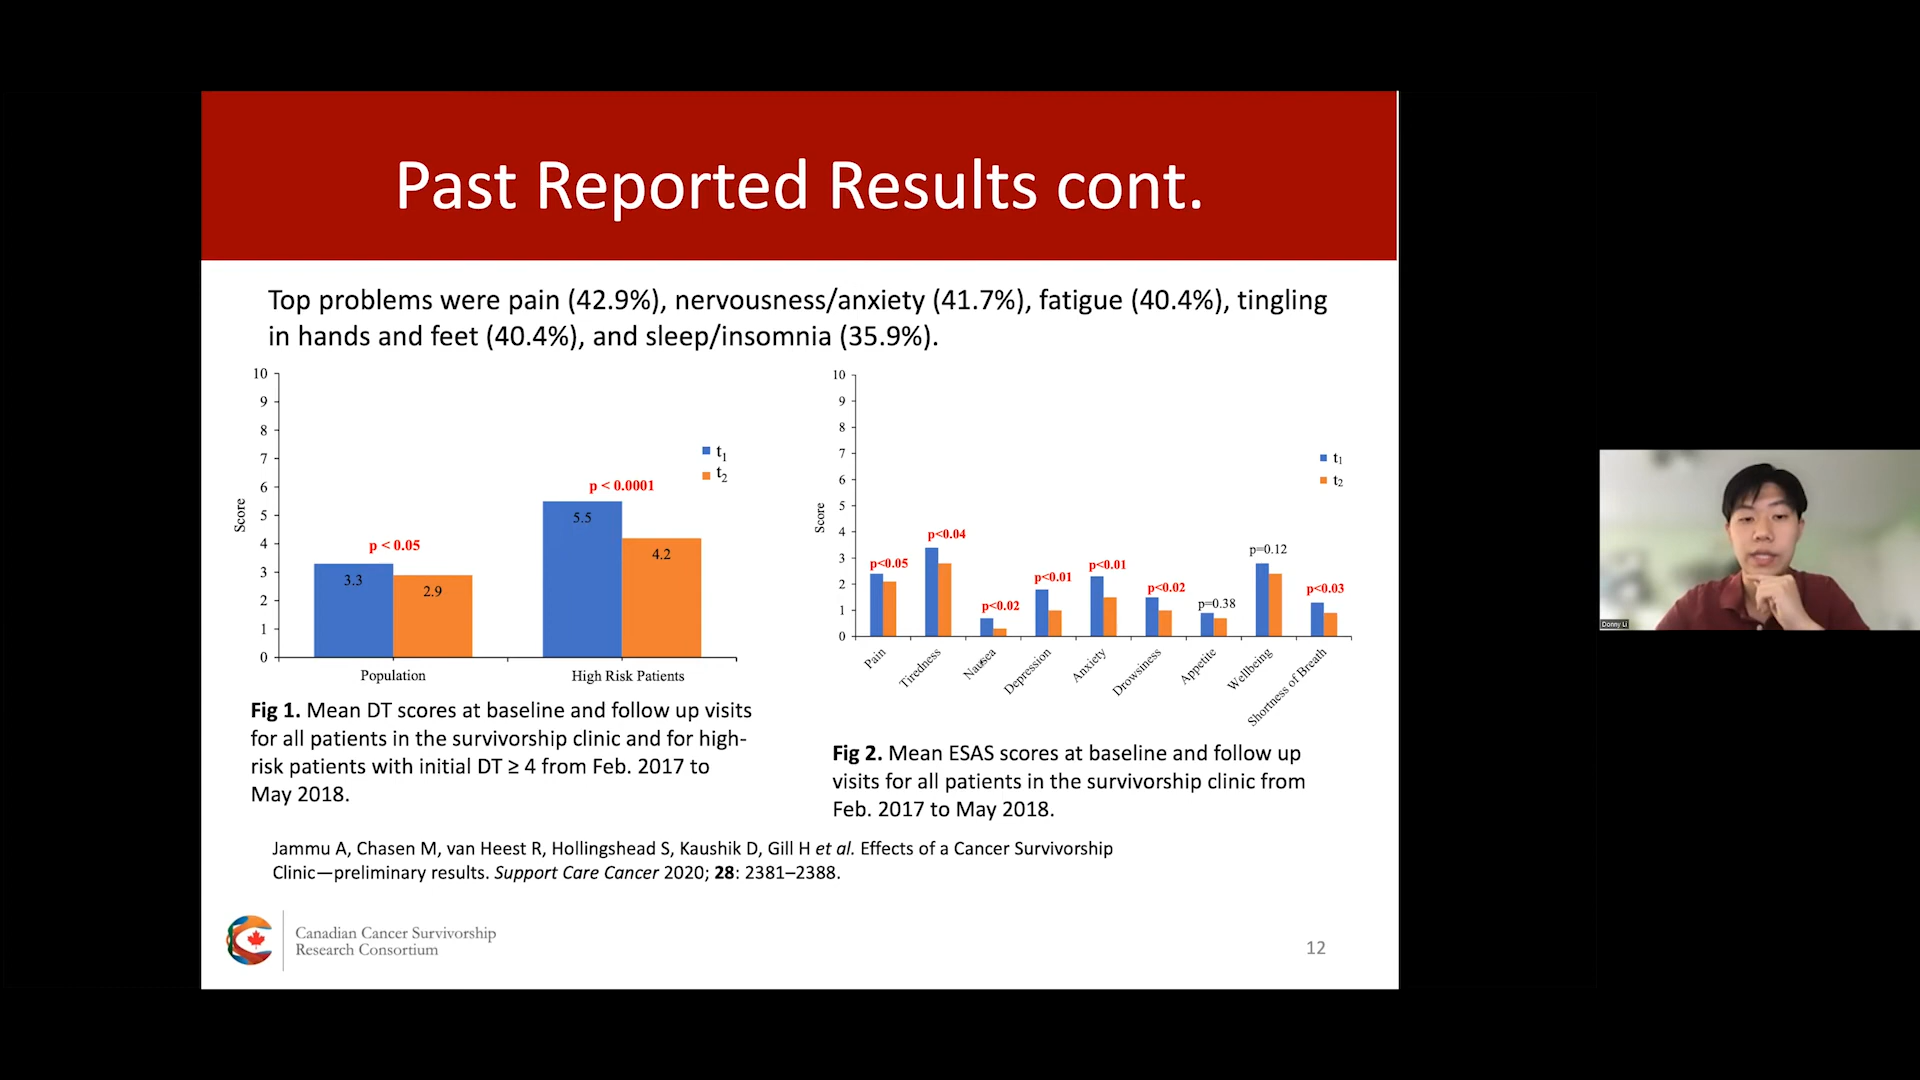 Past Reported Results cont.
Top problems were pain (42.9%), nervousness/anxiety (41.7%), fatigue (40.4%), tingling
in hands and feet (40.4%), and sleep/insomnia (35.9%).
10
9
8
7
6
5
4
3
2
1
0
Score
p < 0.05
3.3
2.9
p < 0.0001
5.5
4.2
t1
t2
Population
High Risk Patients
Fig 1. Mean DT scores at baseline and follow up visits
for all patients in the survivorship clinic and for high-
risk patients with initial DT ≥ 4 from Feb. 2017 to
May 2018.
10
9
8
7
6
5
4
3
2
1
0
Score
p<0.05
p<0.04
p<0.02
p<0.01
p<0.01
p<0.02
p=0.38
p=0.12
p<0.03
t1
t2
Pain
Tiredness
Nausea
Depression
Anxiety
Drowsiness
Appetite
Wellbeing
Shortness of Breath
Fig 2. Mean ESAS scores at baseline and follow up
visits for all patients in the survivorship clinic from
Feb. 2017 to May 2018.
Jammu A, Chasen M, van Heest R, Hollingshead S, Kaushik D, Gill H et al. Effects of a Cancer Survivorship
Clinic—preliminary results. Support Care Cancer 2020; 28: 2381–2388.
Canadian Cancer Survivorship
Research Consortium
12
Donny Li